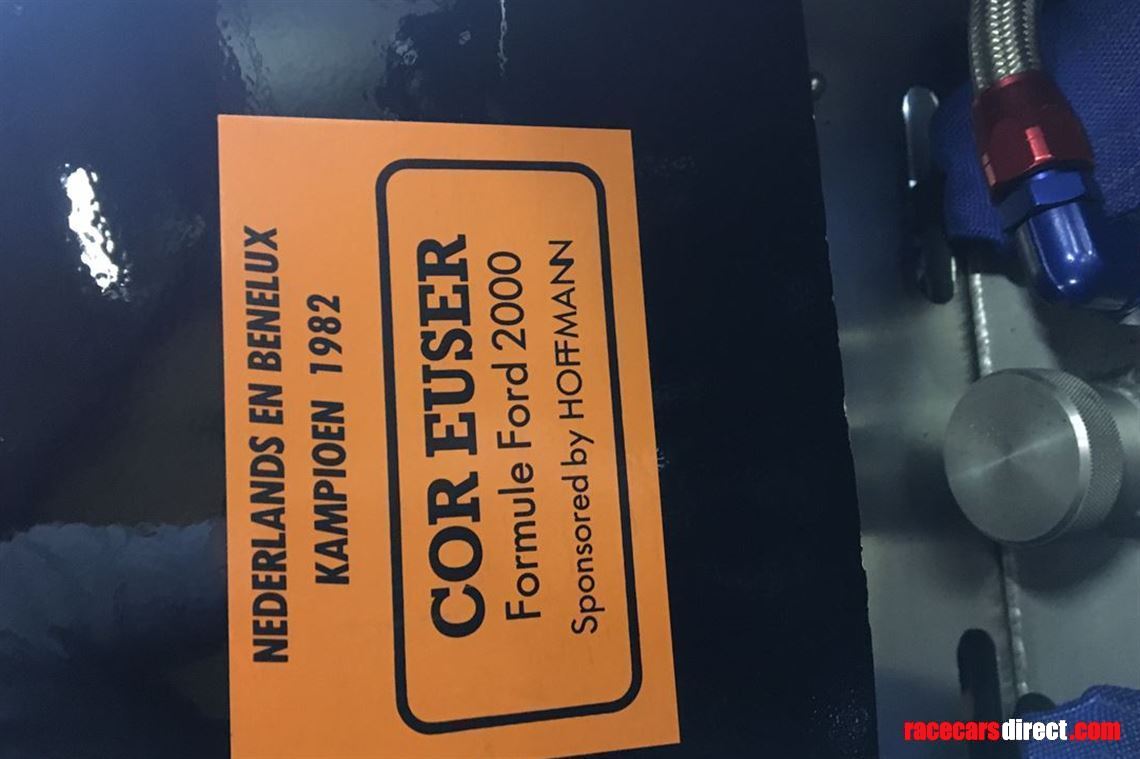 NEDERLANDS EN BENELUX
KAMPIOEN 1982
COR EUSER
Formule Ford 2000
Sponsored by HOFFMANN
racecarsdirect.com